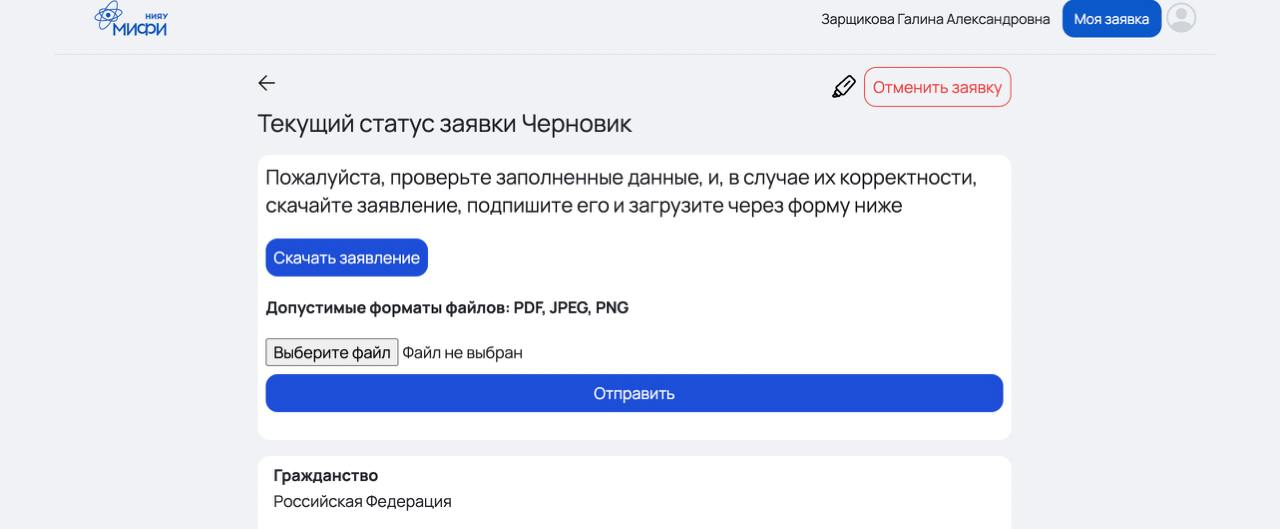 НИЯУ
МИФИ
Зарщикова Галина Александровна
Моя заявка
Отменить заявку
Текущий статус заявки Черновик
Пожалуйста, проверьте заполненные данные, и, в случае их корректности,
скачайте заявление, подпишите его и загрузите через форму ниже
Скачать заявление
Допустимые форматы файлов: PDF, JPEG, PNG
Выберите файл Файл не выбран
Отправить
Гражданство
Российская Федерация